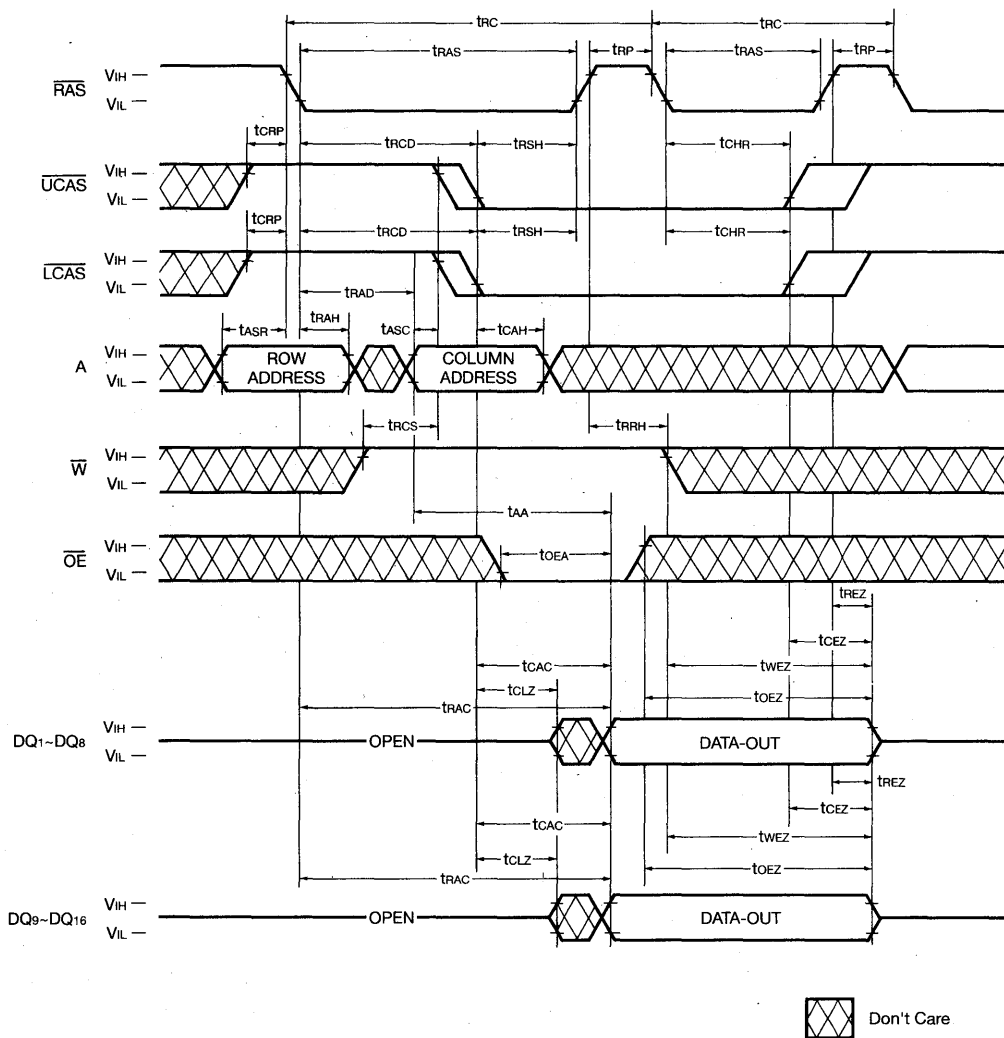 tRC tRC
tRAS tRP tRAS tRP
RAS VIH
VIL
tCRP tRCD tRSH tCHR
UCAS VIH
VIL
tCRP tRCD tRSH tCHR
LCAS VIH
VIL
tRAD
tASR tRAH tASC tCAH
A VIH
VIL
ROW ADDRESS
COLUMN ADDRESS
tRCS tRRH
W VIH
VIL
tAA
OE VIH
VIL
tOEA
tREZ
tCEZ
tCAC tWEZ
tCLZ tOEZ
tRAC
DQ1~DQ8 VIH
VIL
OPEN DATA-OUT
tREZ
tCEZ
tCAC tWEZ
tCLZ tOEZ
tRAC
DQ9~DQ16 VIH
VIL
OPEN DATA-OUT
Don't Care